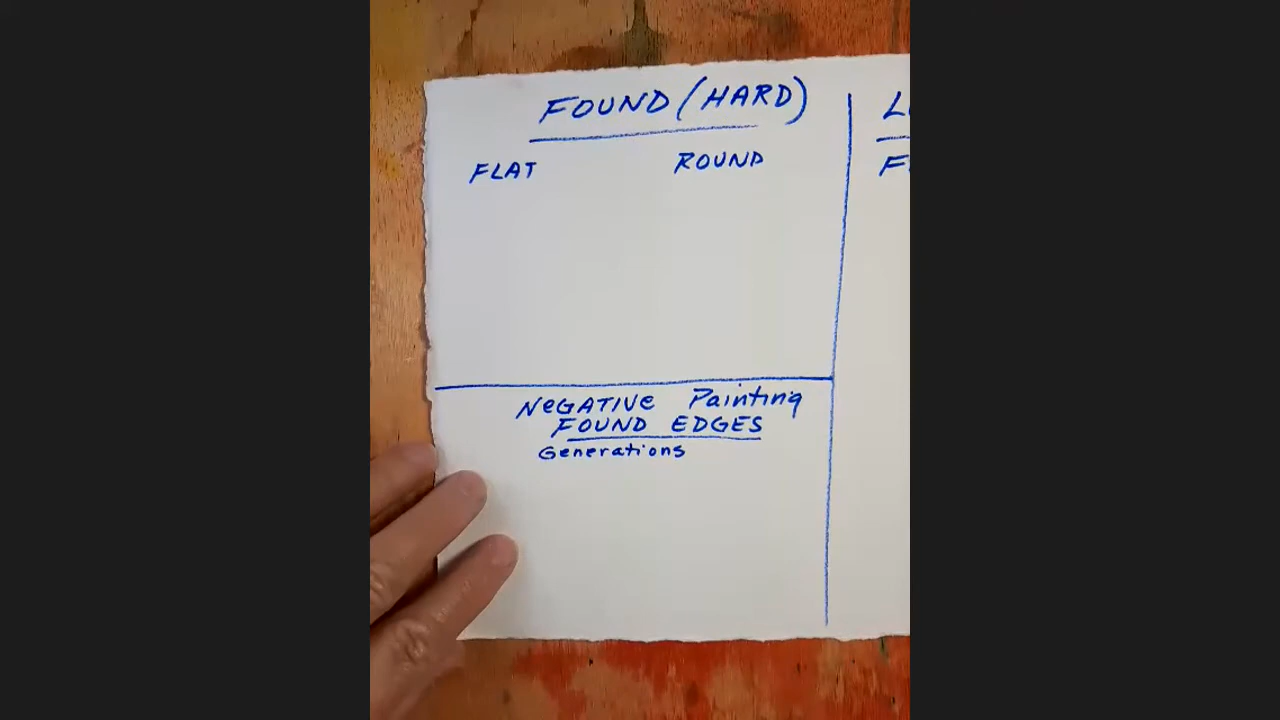 FOUND (HARD)
FLAT ROUND
NeGATIVe Painting
FOUND EDGES
Generations